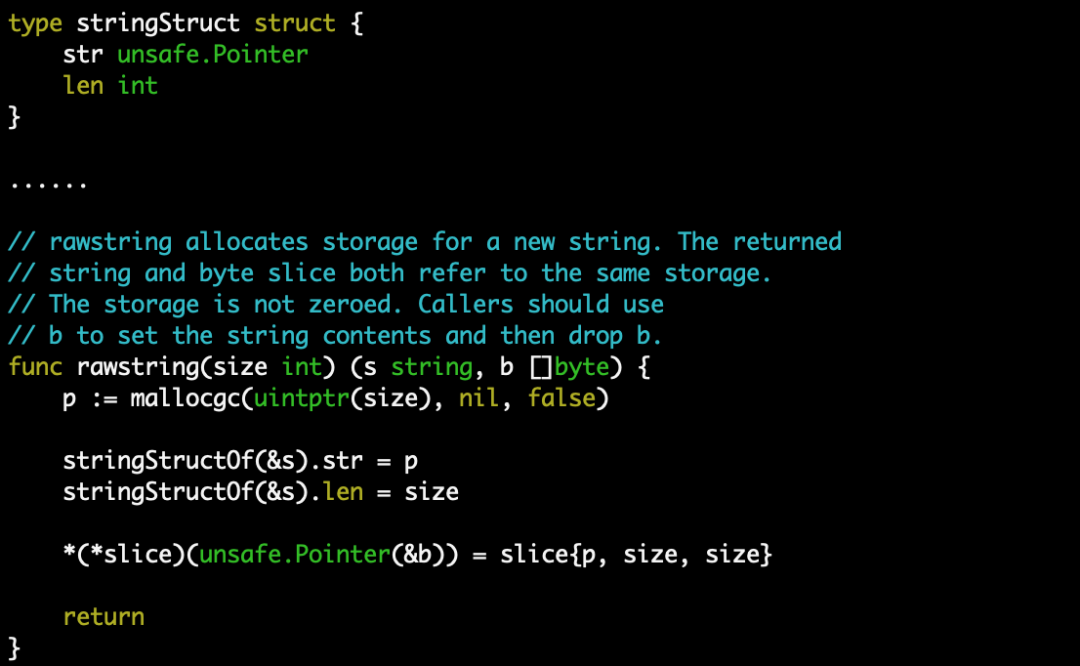 type stringStruct struct {
    str unsafe.Pointer
    len int
}
......
// rawstring allocates storage for a new string. The returned
// string and byte slice both refer to the same storage.
// The storage is not zeroed. Callers should use
// b to set the string contents and then drop b.
func rawstring(size int) (s string, b []byte) {
    p := mallocgc(uintptr(size), nil, false)
    stringStructOf(&s).str = p
    stringStructOf(&s).len = size
    *(*slice)(unsafe.Pointer(&b)) = slice{p, size, size}
    return
}